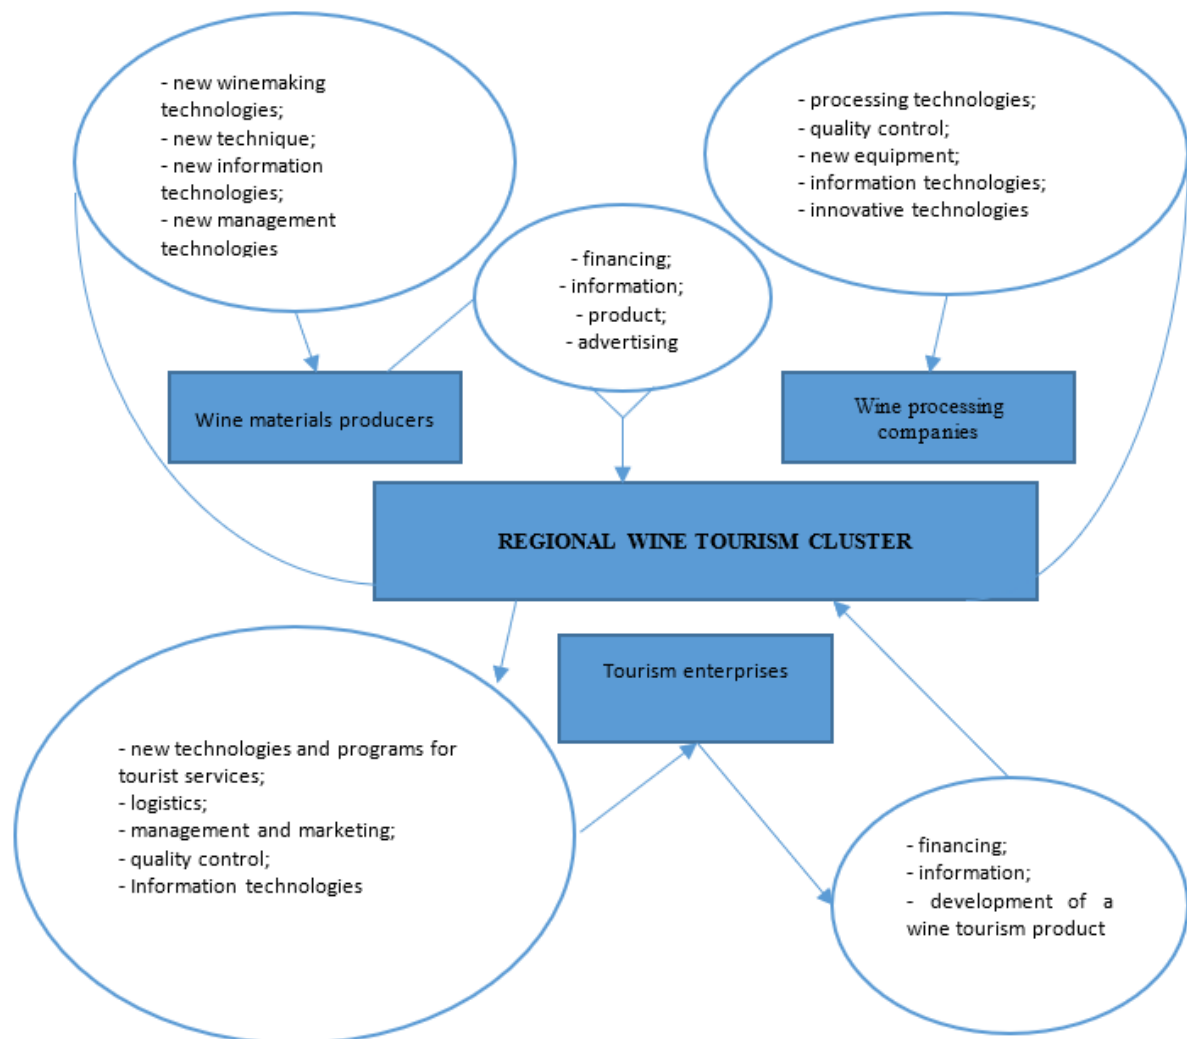 - new winemaking
technologies;
- new technique;
- new information
technologies;
- new management
technologies
- processing technologies;
- quality control;
- new equipment;
- information technologies;
- innovative technologies
- financing;
- information;
- product;
- advertising
Wine materials producers
Wine processing
companies
REGIONAL WINE TOURISM CLUSTER
Tourism enterprises
- new technologies and programs for
tourist services;
- logistics;
- management and marketing;
- quality control;
- Information technologies
- financing;
- information;
- development of a
wine tourism product